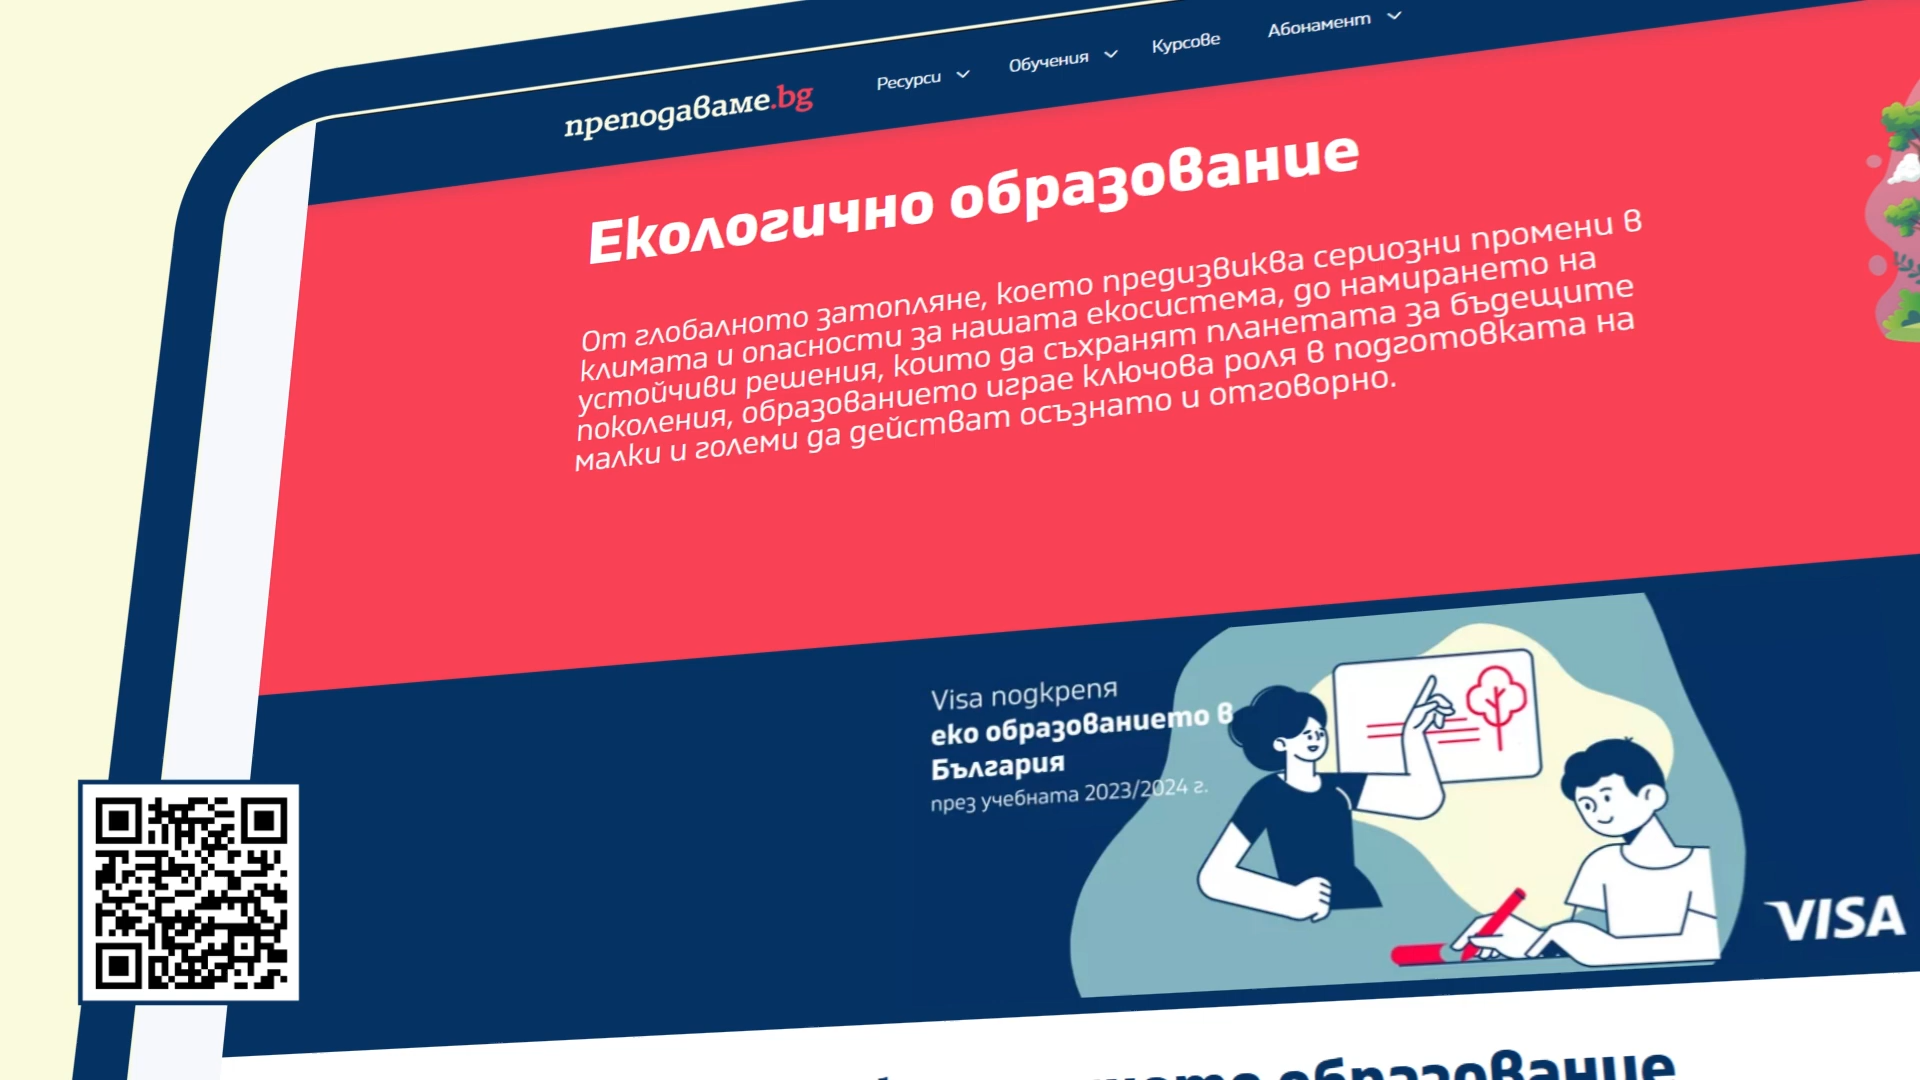 преподаваме.bg
Ресурси
Обучения
Курсове
Абонамент
Екологично образование
От глобалното затопляне, което предизвиква сериозни промени в
климата и опасности за нашата екосистема, до намирането на
устойчиви решения, които да съхранят планетата за бъдещите
поколения, образованието играе ключова роля в подготовката на
малки и големи да действат осъзнато и отговорно.
Visa подкрепя
еко образованието в
България
през учебната 2023/2024 г.
VISA
образование